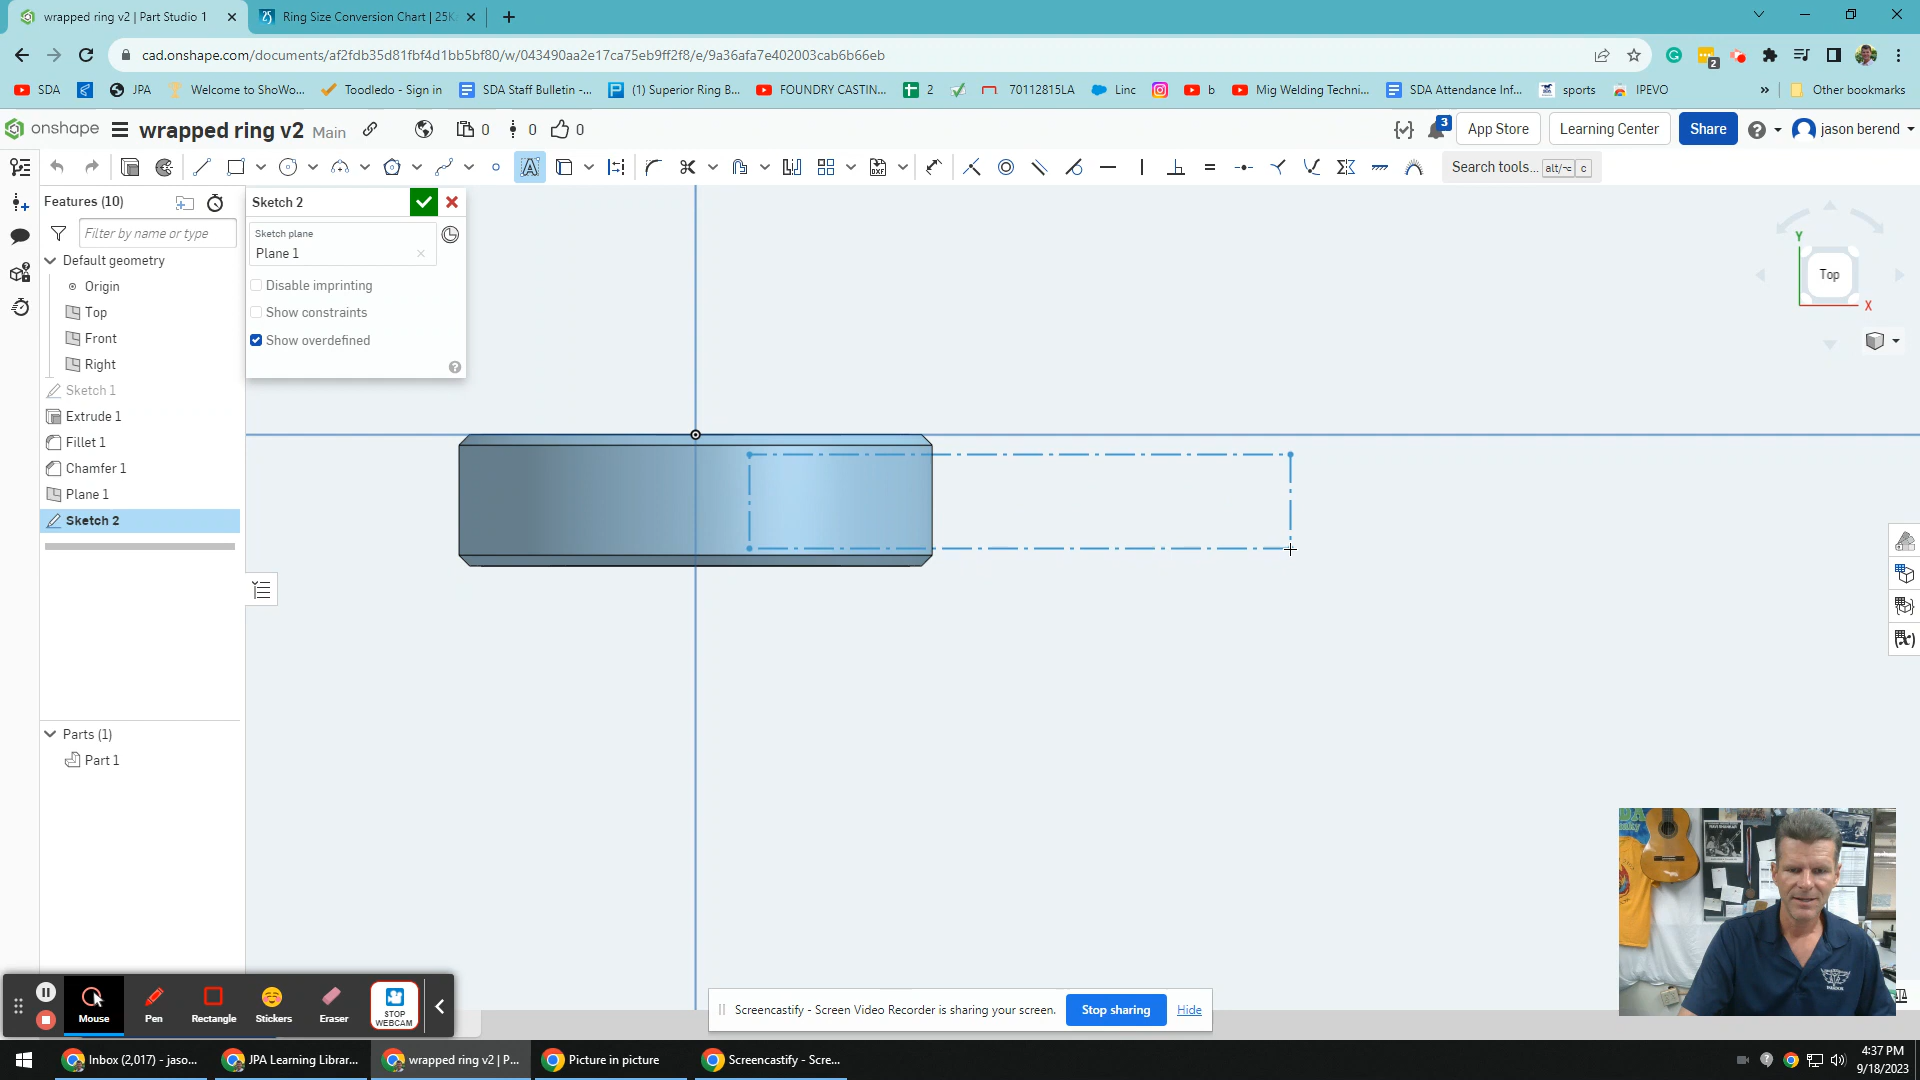 wrapped ring v2 | Part Studio 1
Ring Size Conversion Chart | 25K
cad.onshape.com/documents/af2fdb35d81fbf4d1bb5bf80/w/043490aa2e17ca75eb9ff2f8/e/9a36afa7e402003cab6b66eb
2
SDA
JPA
Welcome to ShoWo...
Toodledo - Sign in
SDA Staff Bulletin -...
(1) Superior Ring B...
FOUNDRY CASTIN...
2
70112815LA
Linc
b
Mig Welding Techni...
SDA Attendance Inf...
sports
IPEVO
»
Other bookmarks
onshape
wrapped ring v2 Main
0
0
0
3
App Store
Learning Center
Share
jason berend
Search tools... alt/⌥ c
Features (10)
Filter by name or type
Default geometry
Origin
Top
Front
Right
Sketch 1
Extrude 1
Fillet 1
Chamfer 1
Plane 1
Sketch 2
Sketch 2
Sketch plane
Plane 1
Disable imprinting
Show constraints
Show overdefined
Y
Top
X
Parts (1)
Part 1
Mouse
Pen
Rectangle
Stickers
Eraser
STOP
WEBCAM
Screencastify - Screen Video Recorder is sharing your screen.
Stop sharing
Hide
Inbox (2,017) - jaso...
JPA Learning Librar...
wrapped ring v2 | P...
Picture in picture
Screencastify - Scre...
4:37 PM
9/18/2023